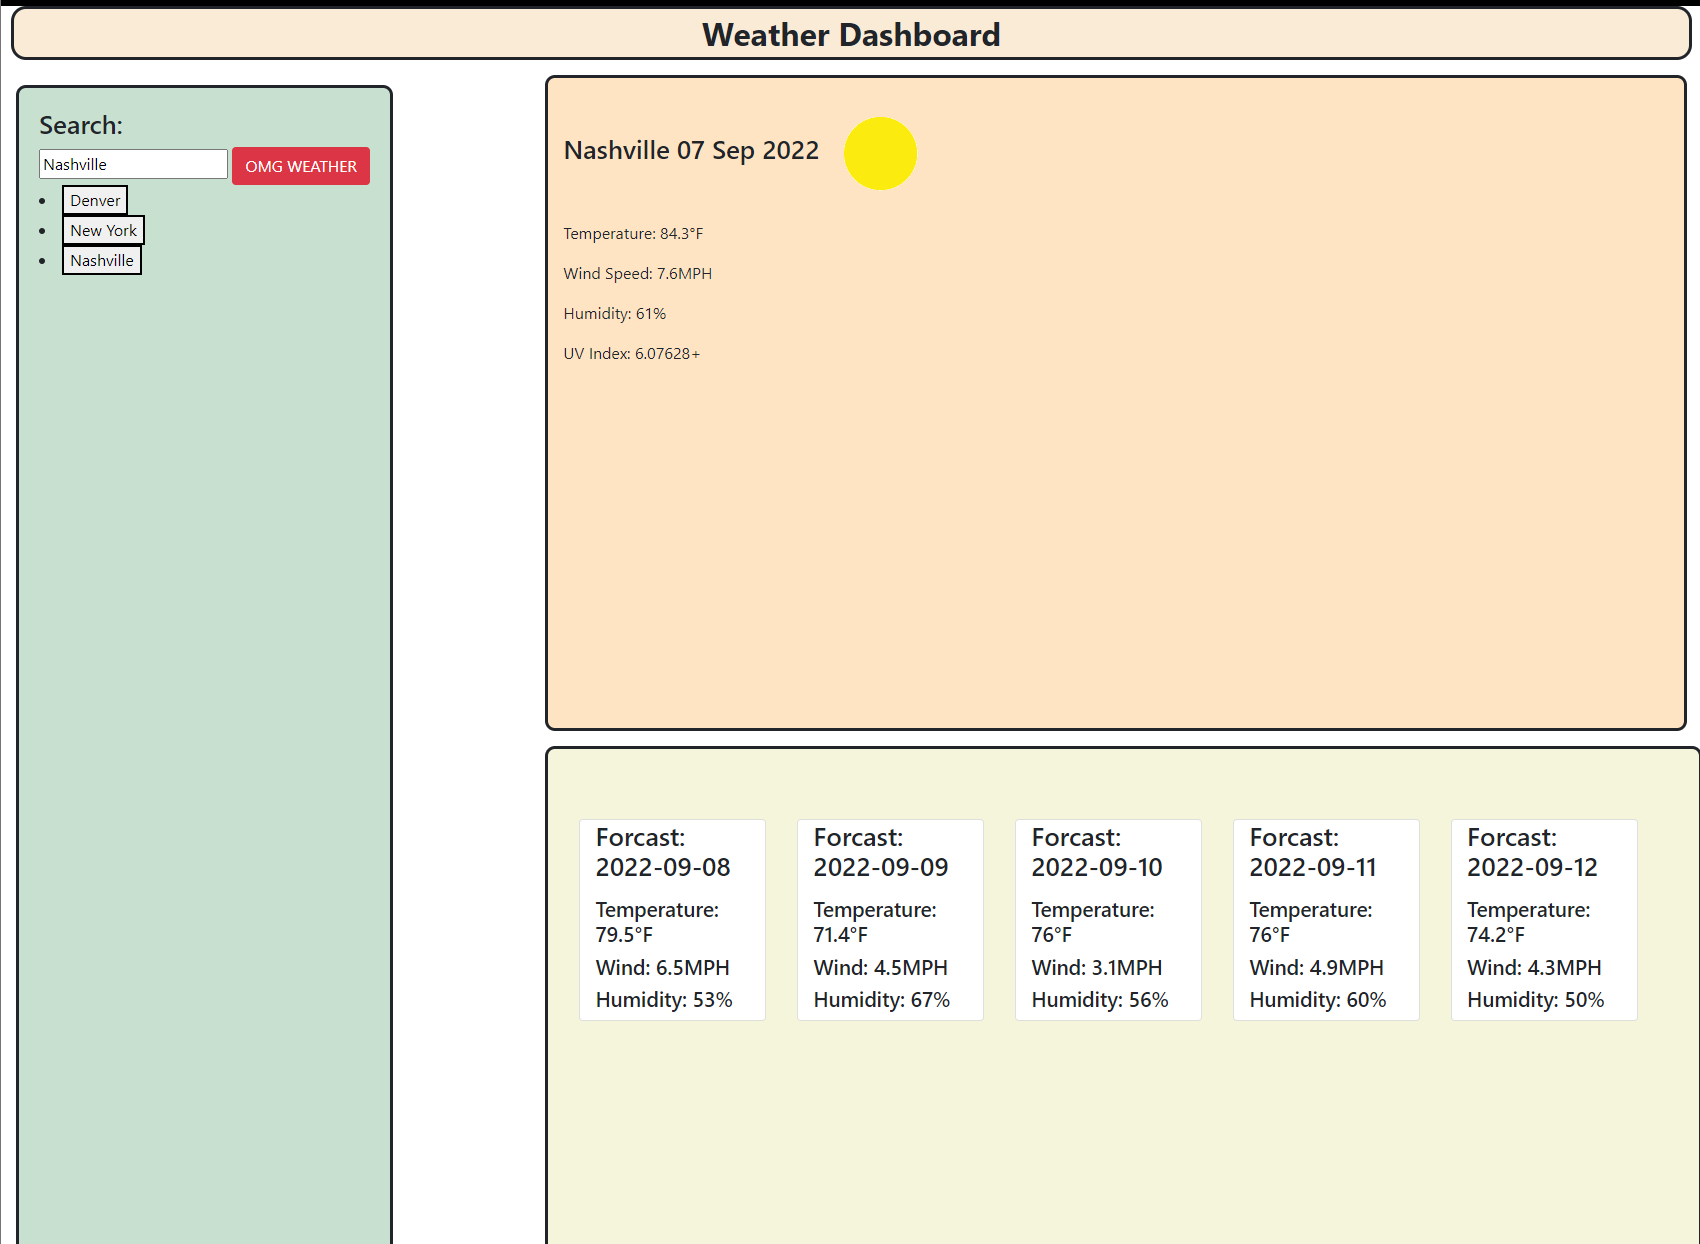 Weather Dashboard
Search:
Nashville
OMG WEATHER
Denver
New York
Nashville
Nashville 07 Sep 2022
Temperature: 84.3°F
Wind Speed: 7.6MPH
Humidity: 61%
UV Index: 6.07628+
Forcast:
2022-09-08
Temperature:
79.5°F
Wind: 6.5MPH
Humidity: 53%
Forcast:
2022-09-09
Temperature:
71.4°F
Wind: 4.5MPH
Humidity: 67%
Forcast:
2022-09-10
Temperature:
76°F
Wind: 3.1MPH
Humidity: 56%
Forcast:
2022-09-11
Temperature:
76°F
Wind: 4.9MPH
Humidity: 60%
Forcast:
2022-09-12
Temperature:
74.2°F
Wind: 4.3MPH
Humidity: 50%